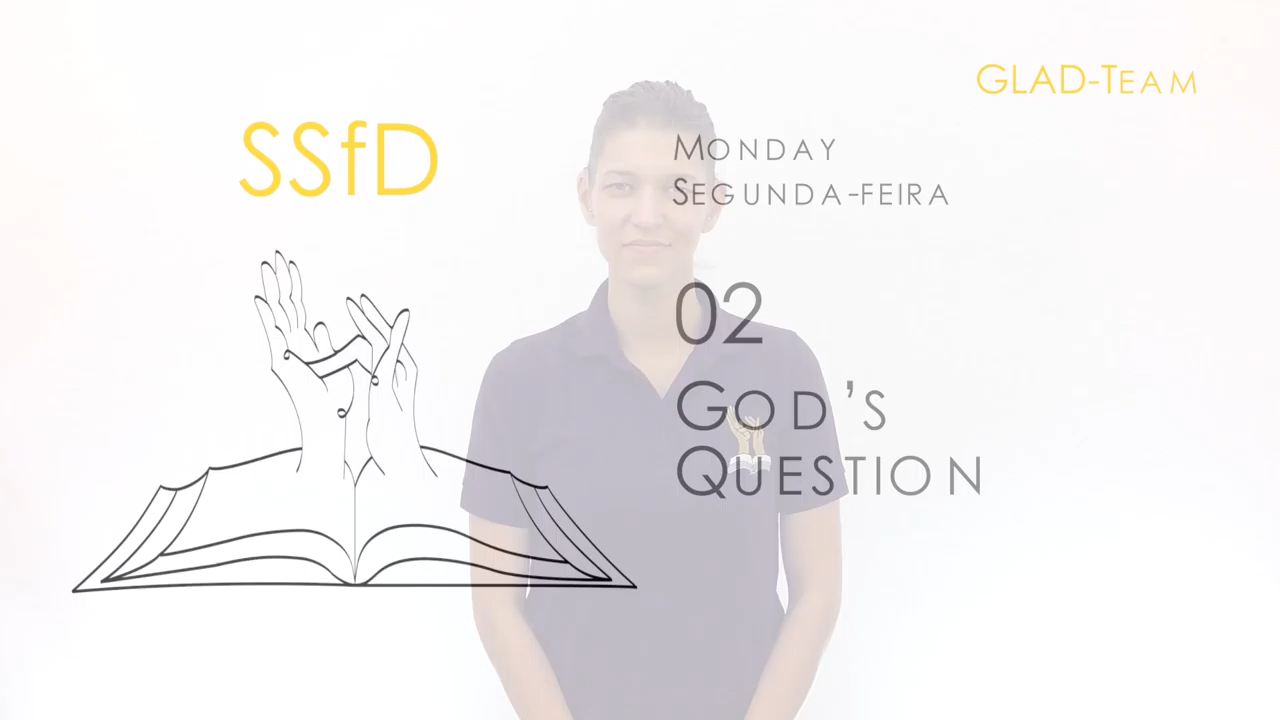 SSfD
GLAD-Team
Monday
Segunda-feira
02
God's
Question